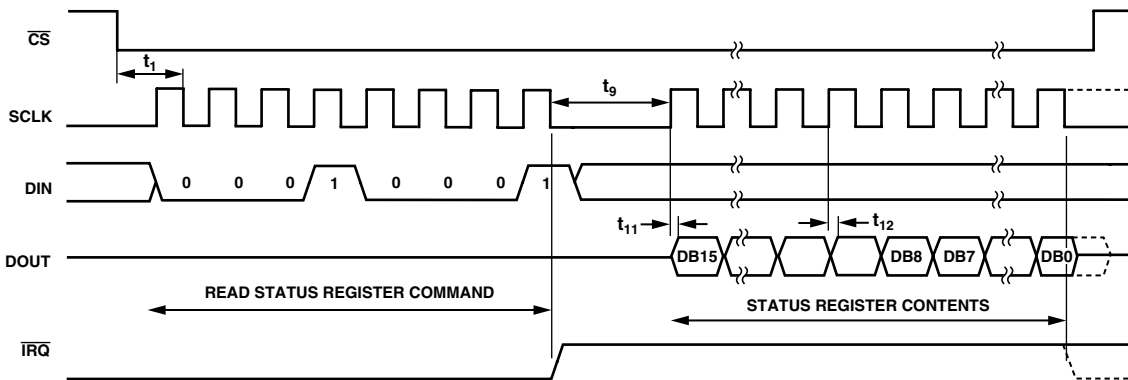 CS
t1
t9
SCLK
DIN
0 0 0 1 0 0 0 1
t11
t12
DOUT
DB15 DB8 DB7 DB0
READ STATUS REGISTER COMMAND
STATUS REGISTER CONTENTS
IRQ